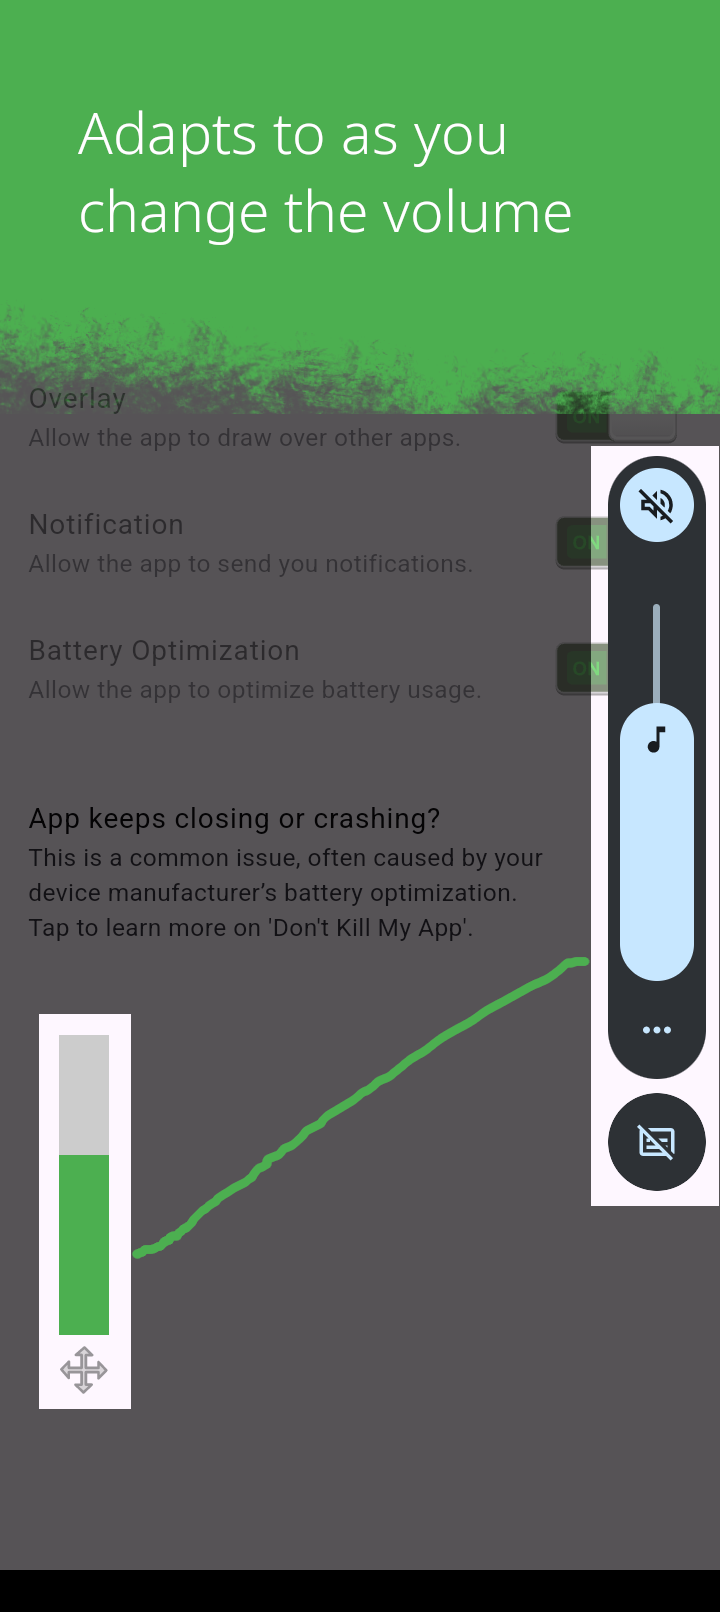 Adapts to as you
change the volume
Overlay
Allow the app to draw over other apps.
ON
Notification
Allow the app to send you notifications.
ON
Battery Optimization
Allow the app to optimize battery usage.
ON
App keeps closing or crashing?
This is a common issue, often caused by your
device manufacturer’s battery optimization.
Tap to learn more on 'Don't Kill My App'.